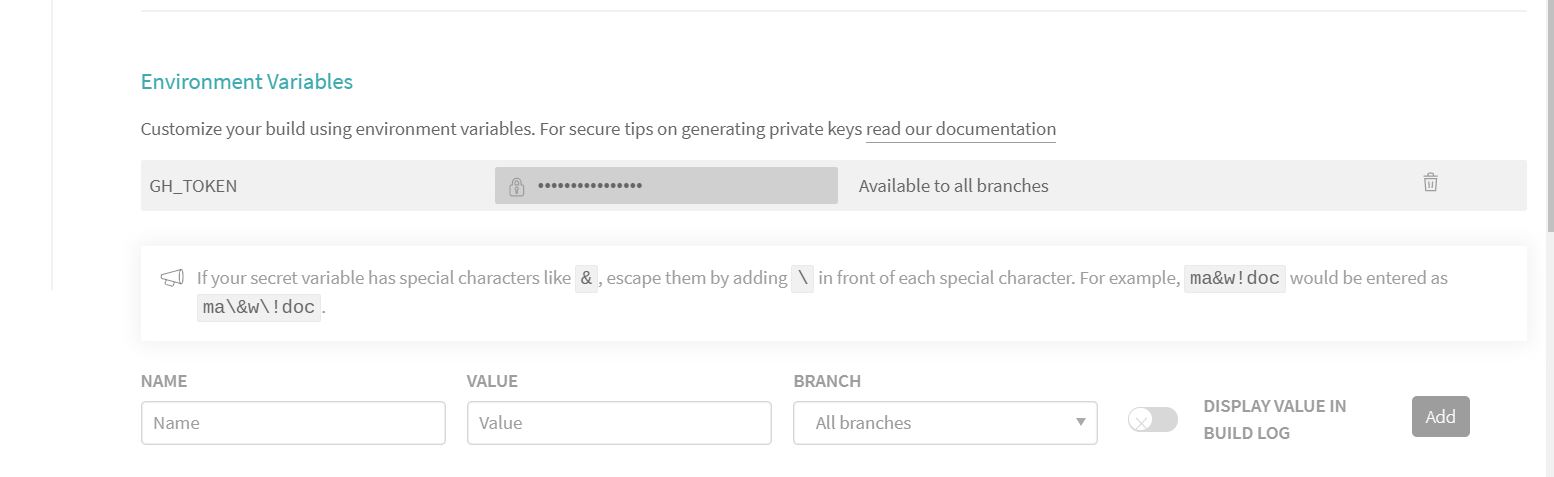 Environment Variables
Customize your build using environment variables. For secure tips on generating private keys read our documentation
GH_TOKEN •••••••••••••••• Available to all branches
If your secret variable has special characters like & , escape them by adding \ in front of each special character. For example, ma&w!doc would be entered as
ma\&w\!doc .
NAME VALUE BRANCH
DISPLAY VALUE IN
BUILD LOG
Name Value All branches Add